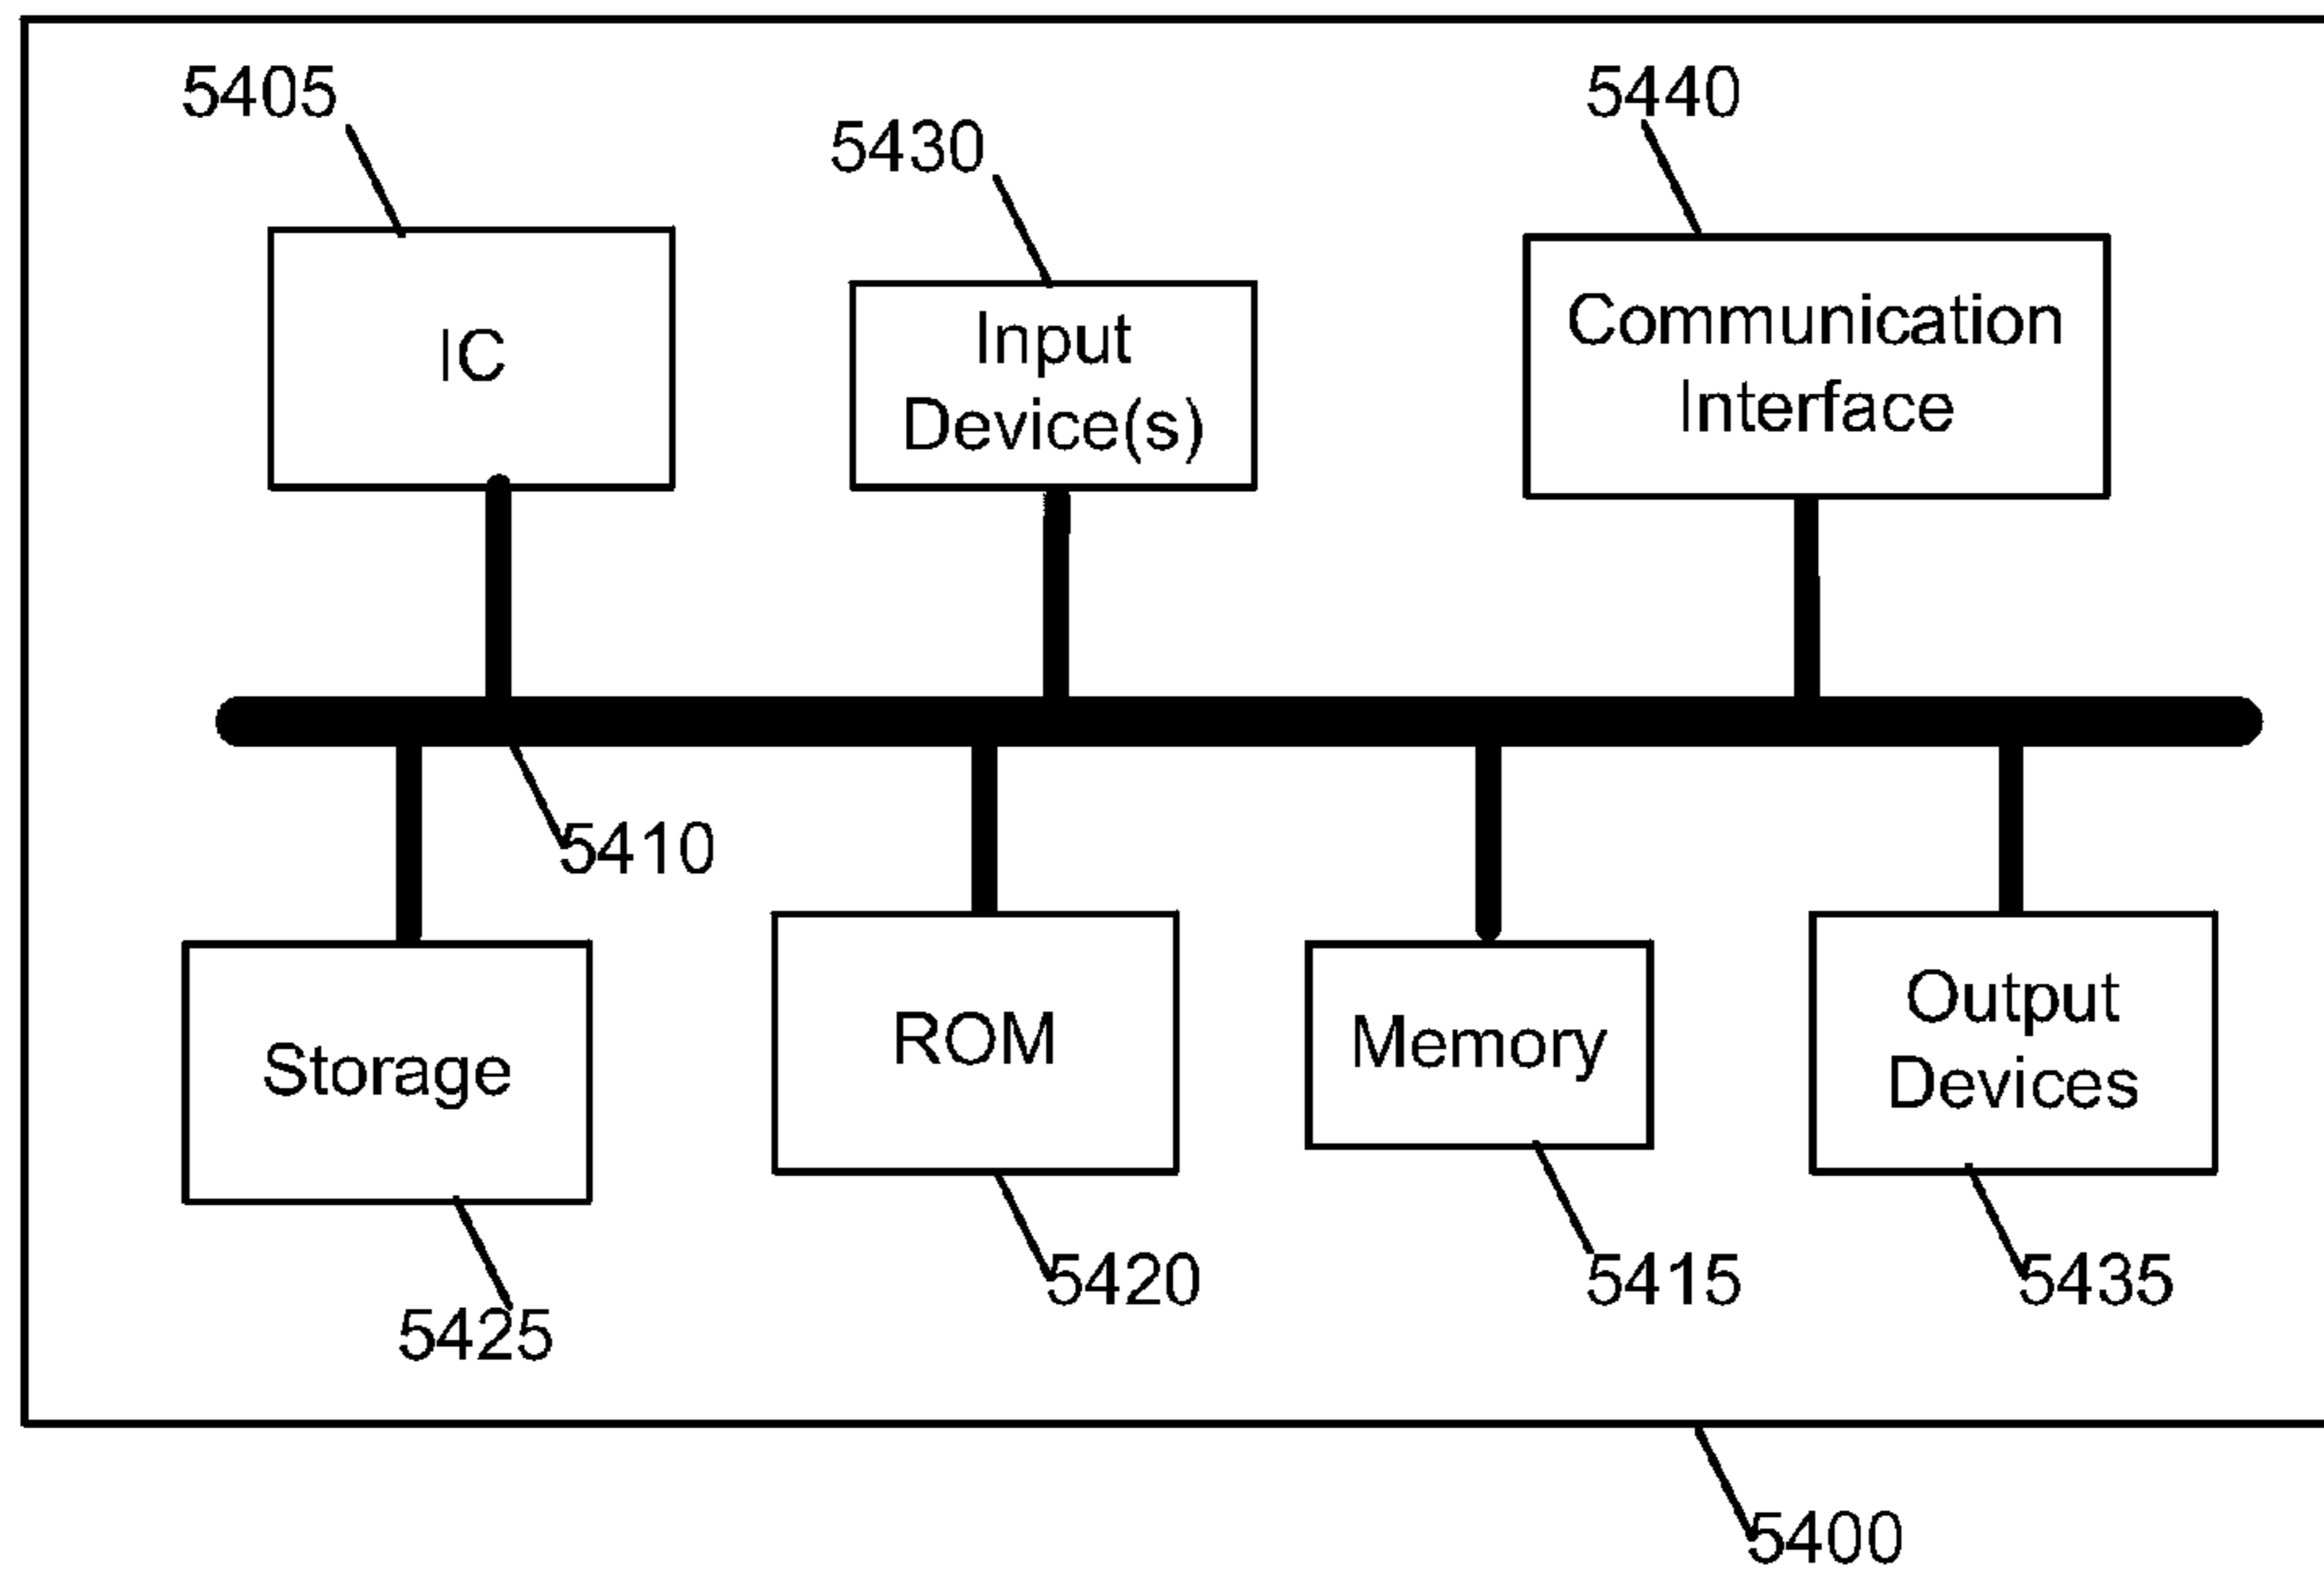 5405
5440
5430
IC
Input
Device(s)
Communication
Interface
5410
Storage
ROM
Memory
Output
Devices
5425
5420
5415
5435
5400